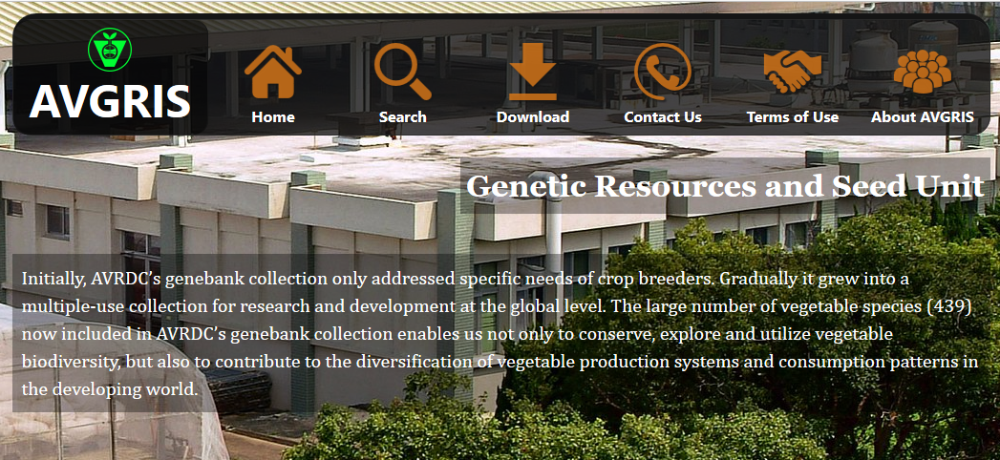 AVGRIS
Home
Search
Download
Contact Us
Terms of Use
About AVGRIS
Genetic Resources and Seed Unit
Initially, AVRDC’s genebank collection only addressed specific needs of crop breeders. Gradually it grew into a
multiple-use collection for research and development at the global level. The large number of vegetable species (439)
now included in AVRDC’s genebank collection enables us not only to conserve, explore and utilize vegetable
biodiversity, but also to contribute to the diversification of vegetable production systems and consumption patterns in
the developing world.